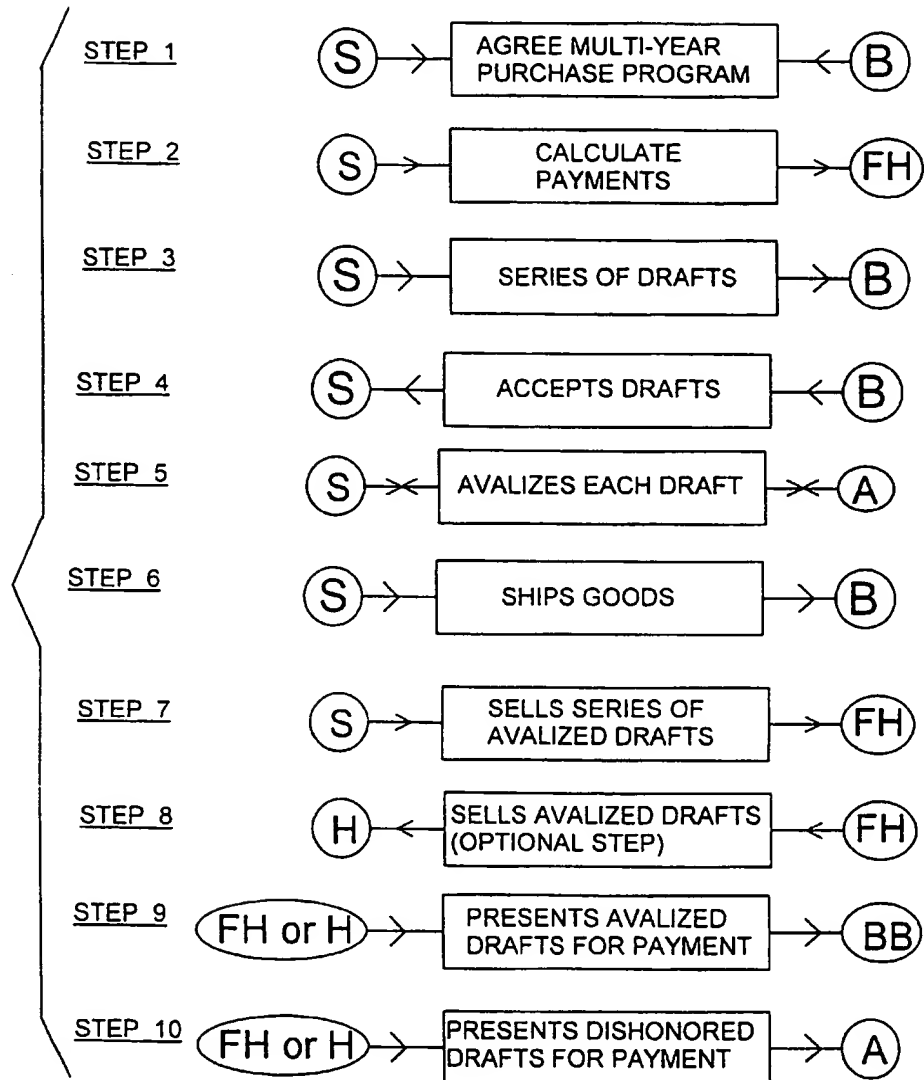 STEP 1
S
AGREE MULTI-YEAR
PURCHASE PROGRAM
B
STEP 2
S
CALCULATE
PAYMENTS
FH
STEP 3
S
SERIES OF DRAFTS
B
STEP 4
S
ACCEPTS DRAFTS
B
STEP 5
S
AVALIZES EACH DRAFT
A
STEP 6
S
SHIPS GOODS
B
STEP 7
S
SELLS SERIES OF
AVALIZED DRAFTS
FH
STEP 8
H
SELLS AVALIZED DRAFTS
(OPTIONAL STEP)
FH
STEP 9
FH or H
PRESENTS AVALIZED
DRAFTS FOR PAYMENT
BB
STEP 10
FH or H
PRESENTS DISHONORED
DRAFTS FOR PAYMENT
A